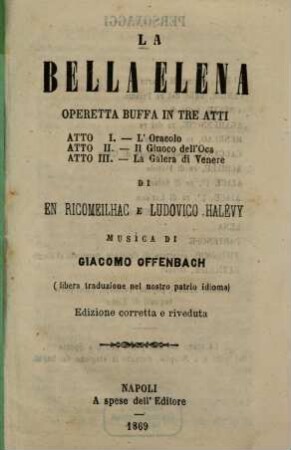 LA
BELLA ELENA
OPERETTA BUFFA IN TRE ATTI
ATTO I. — L'Oracolo
ATTO II. — Il Giuoco dell'Oca
ATTO III. — La Galera di Venere
DI
EN RICOMEILHAC E LUDOVICO HALÉVY
MUSICA DI
GIACOMO OFFENBACH
( libera traduzione nel nostro patrio idioma)
Edizione corretta e riveduta
NAPOLI
A spese dell' Editore
1869